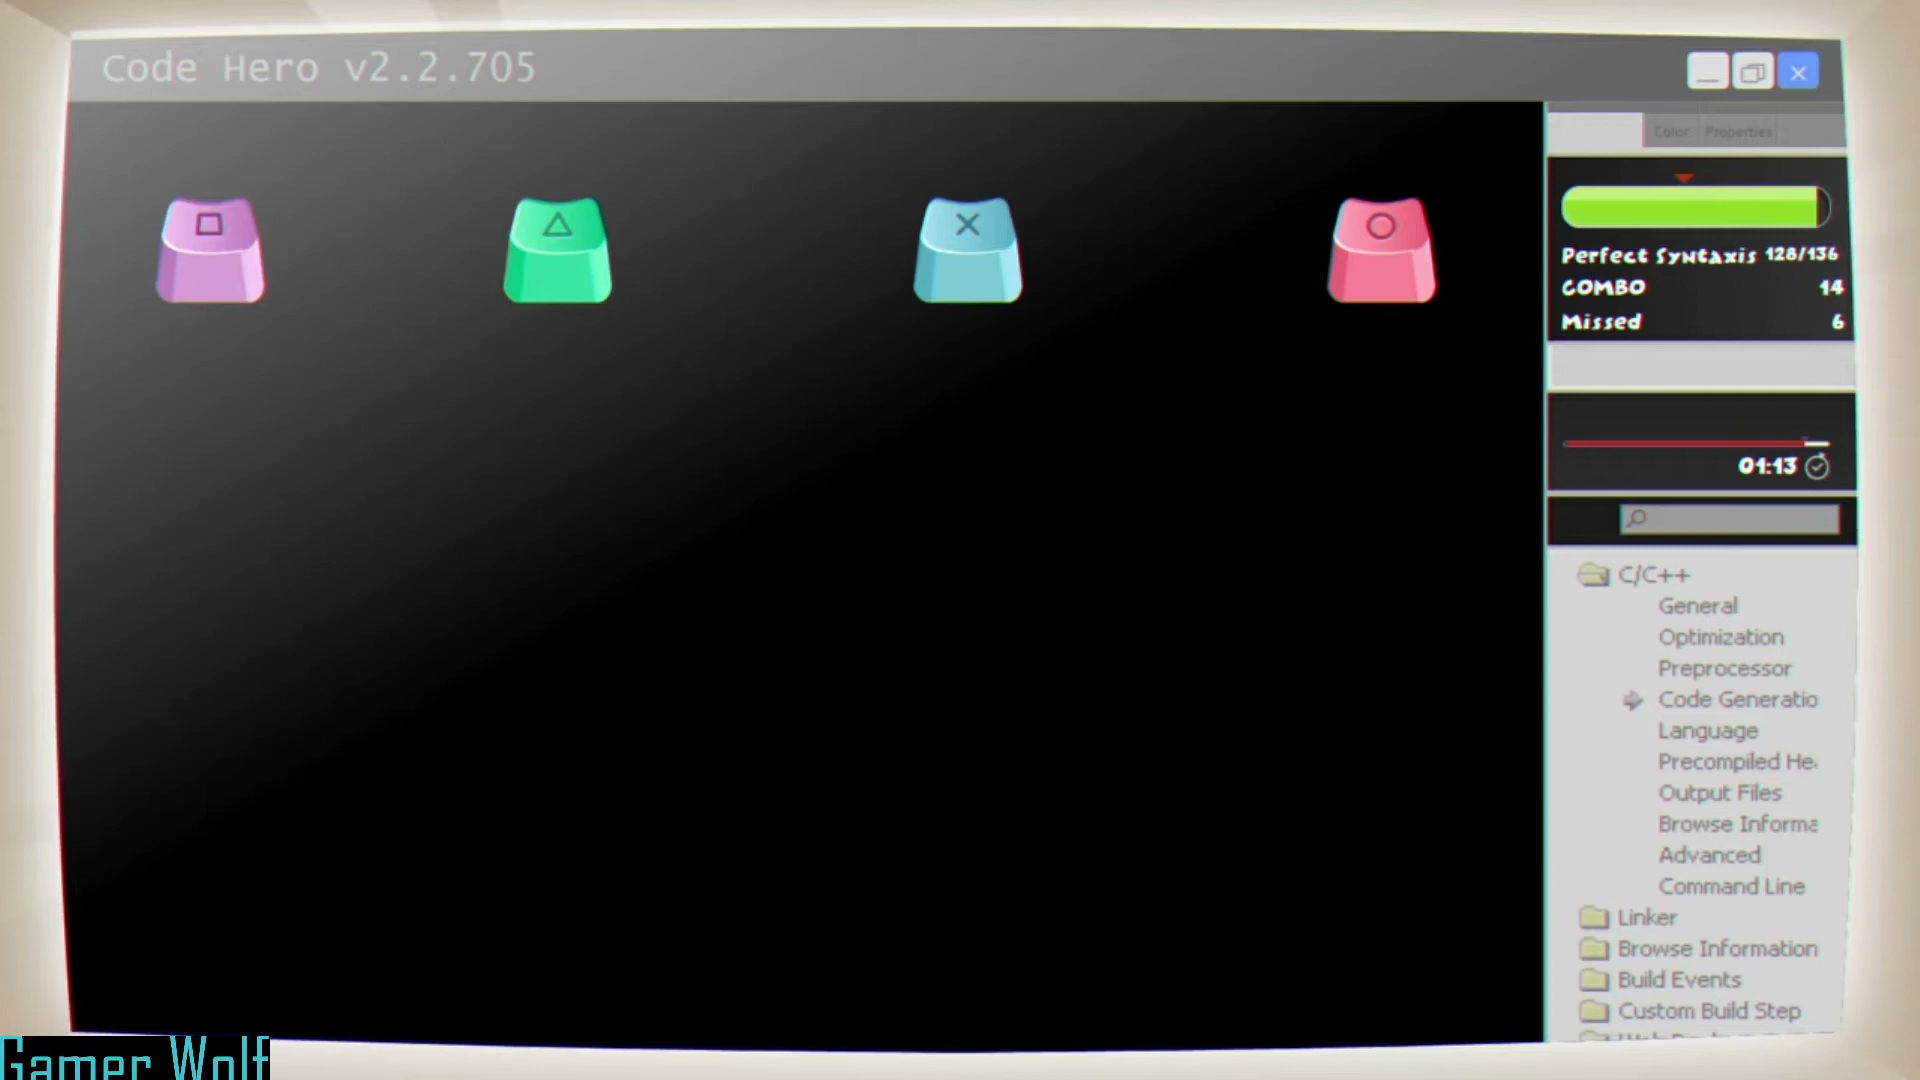 Code Hero v2.2.705
Color Properties
Perfect Syntaxis 128/136
COMBO 14
Missed 6
01:13
C/C++
General
Optimization
Preprocessor
Code Generatio
Language
Precompiled He
Output Files
Browse Informa
Advanced
Command Line
Linker
Browse Information
Build Events
Custom Build Step
Gamer Wolf